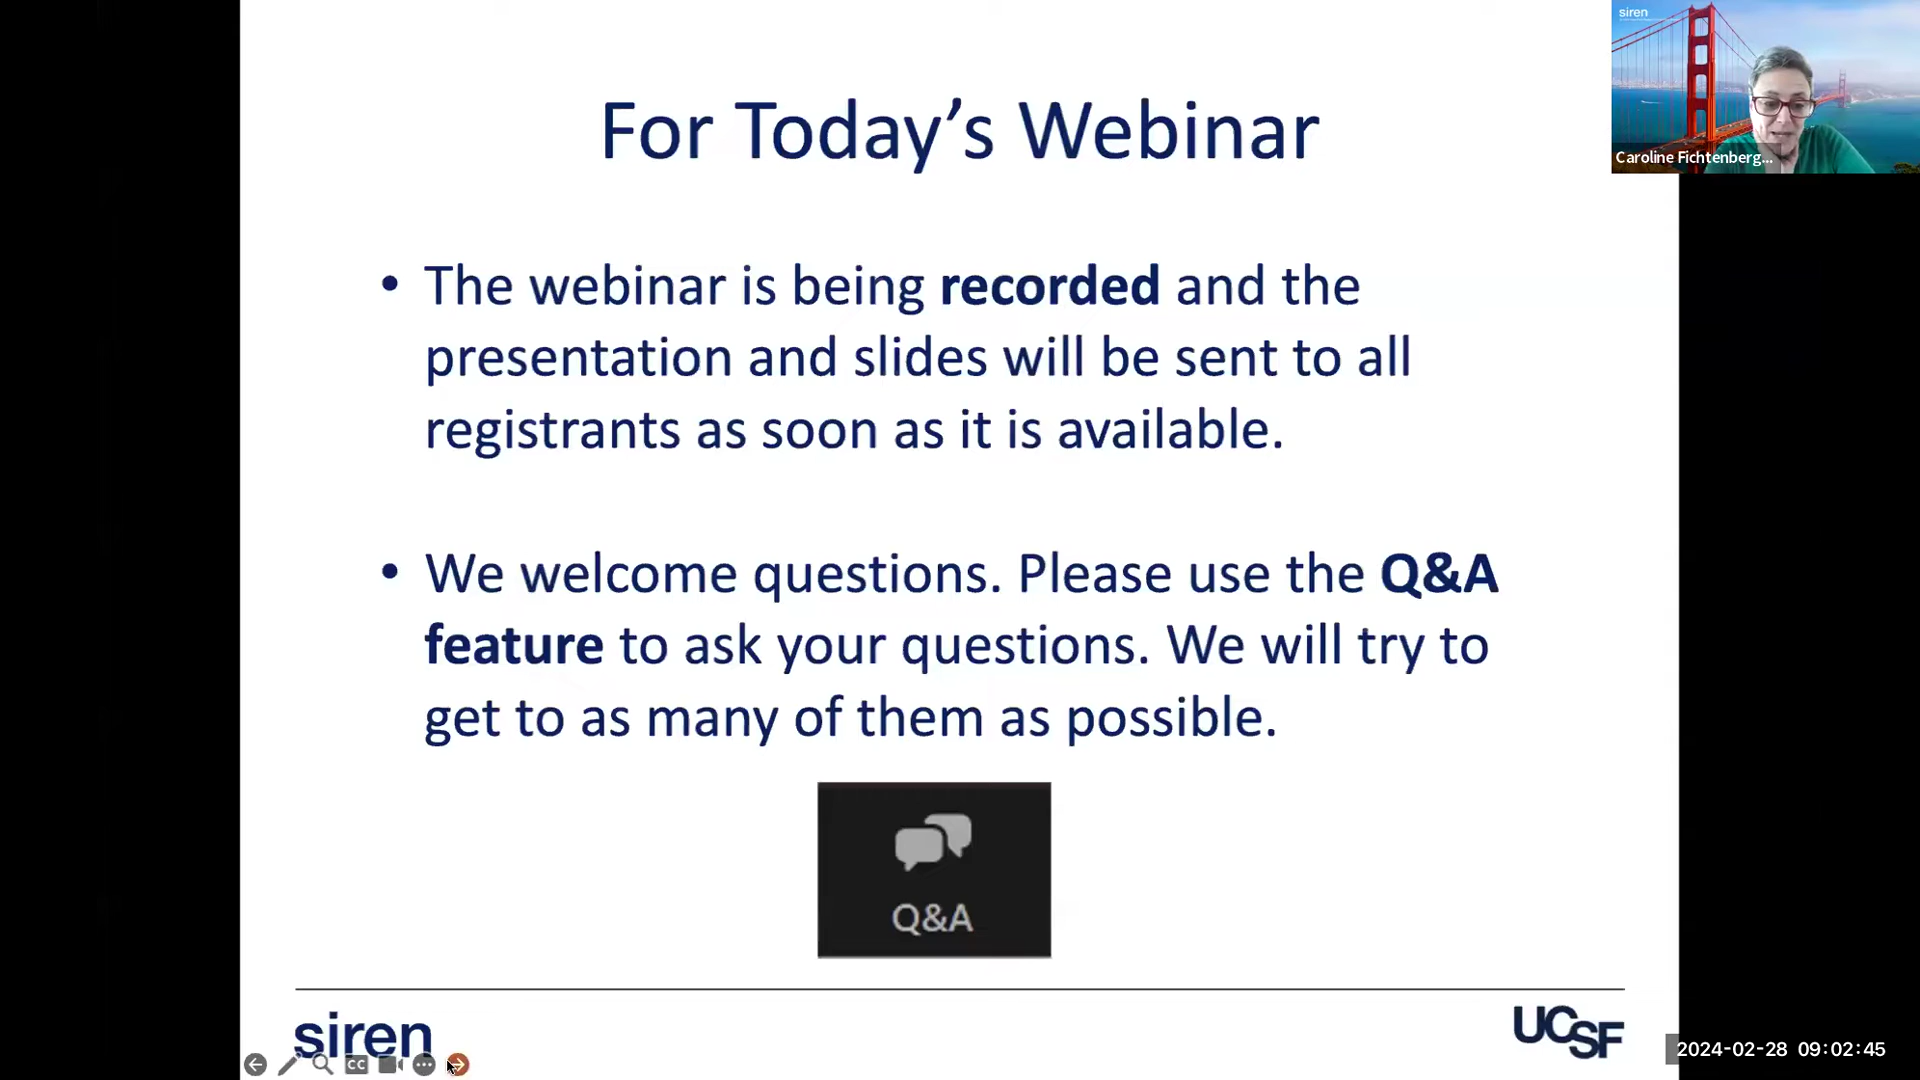 siren
Caroline Fichtenberg...
For Today’s Webinar
• The webinar is being recorded and the
presentation and slides will be sent to all
registrants as soon as it is available.
• We welcome questions. Please use the Q&A
feature to ask your questions. We will try to
get to as many of them as possible.
Q&A
siren
UCSF
CC
2024-02-28 09:02:45